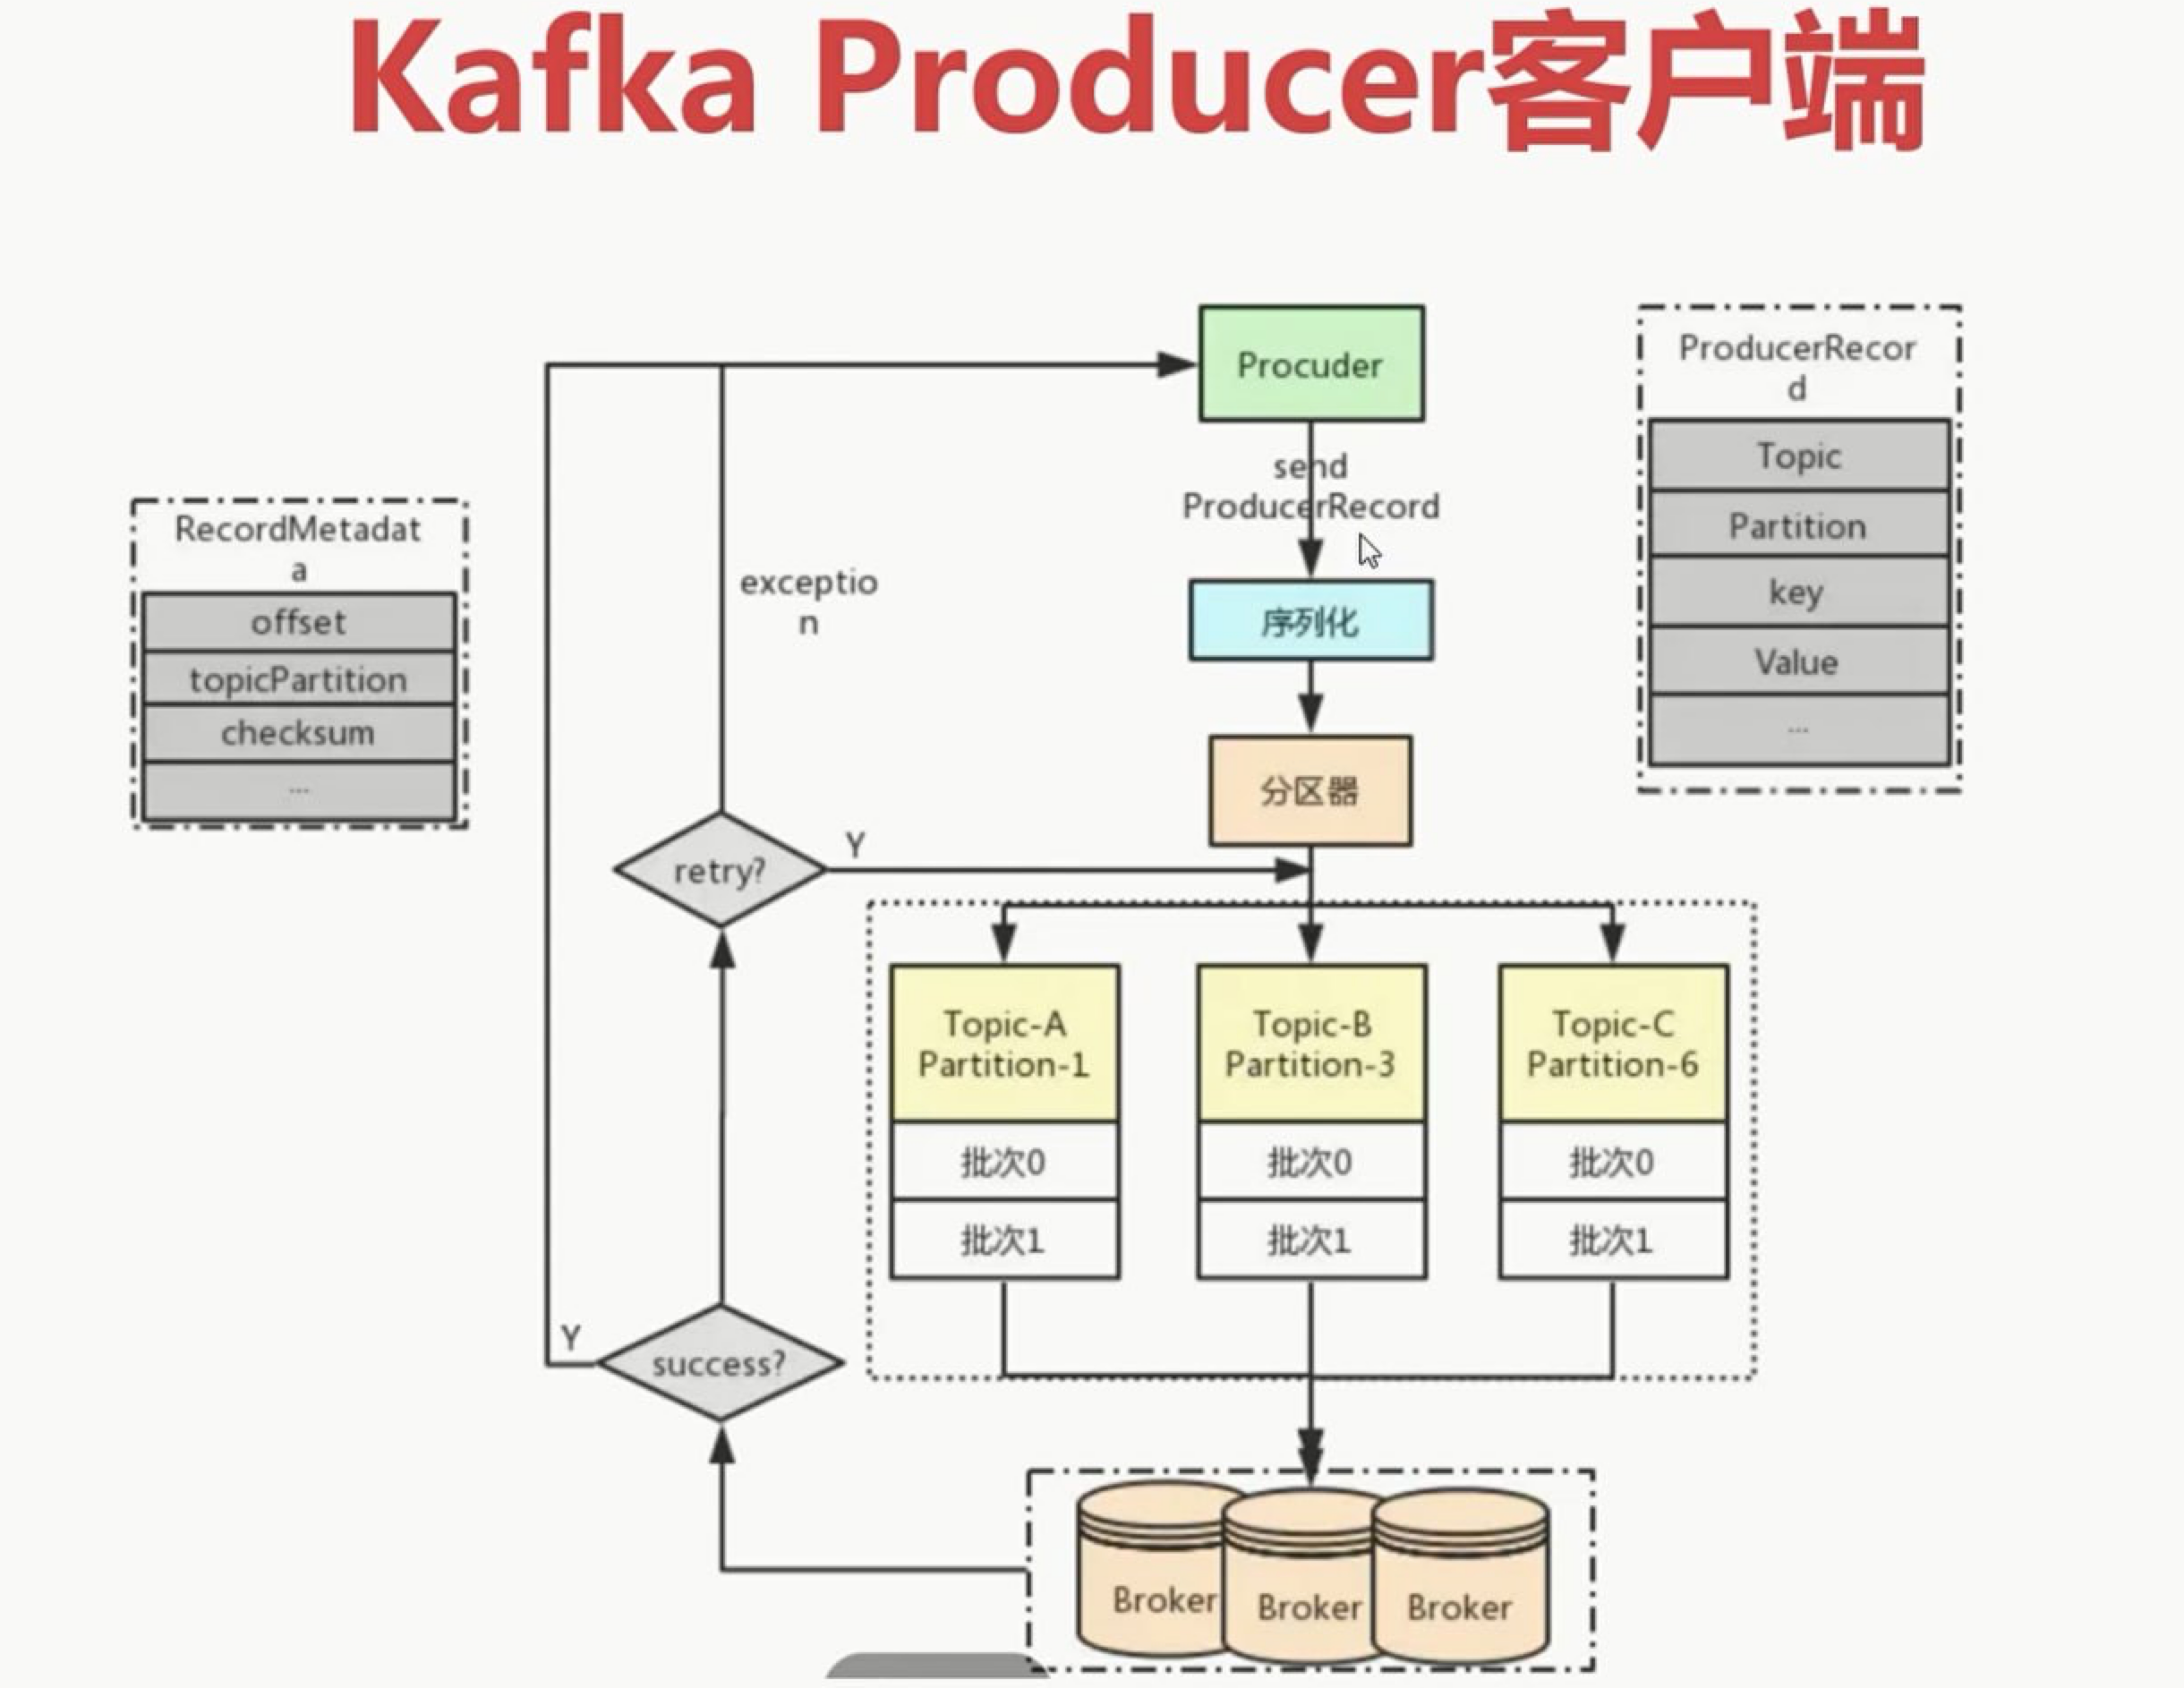 Kafka Producer客户端
Procuder
send
ProducerRecord
序列化
分区器
ProducerRecor
d
Topic
Partition
key
Value
...
RecordMetadat
a
offset
topicPartition
checksum
...
exceptio
n
retry?
Y
Topic-A
Partition-1
批次0
批次1
Topic-B
Partition-3
批次0
批次1
Topic-C
Partition-6
批次0
批次1
Y
success?
Broker
Broker
Broker